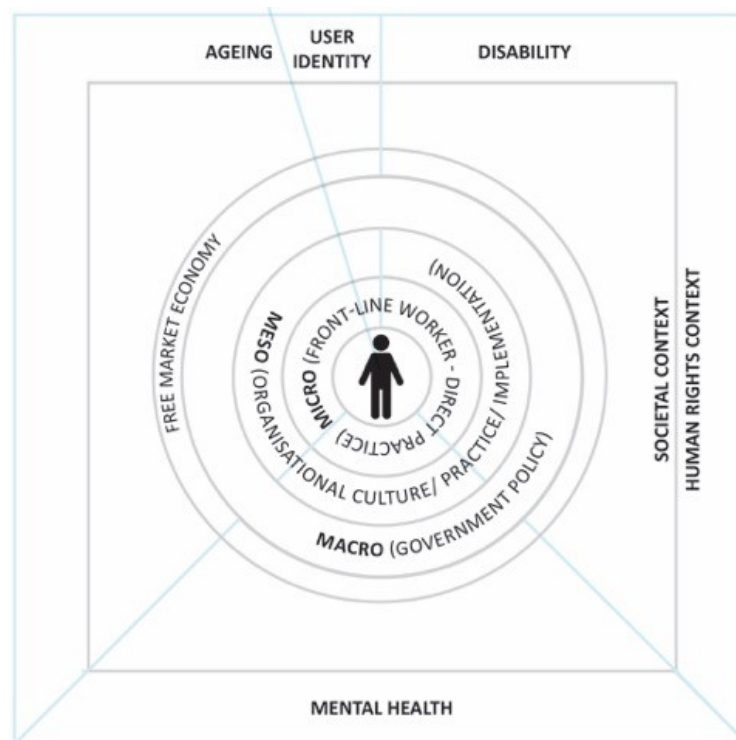 AGEING
USER
IDENTITY
DISABILITY
FREE MARKET ECONOMY
MESO (ORGANISATIONAL CULTURE/ PRACTICE/ IMPLEMENTATION)
MICRO (FRONT-LINE WORKER - DIRECT PRACTICE)
MACRO (GOVERNMENT POLICY)
SOCIETAL CONTEXT
HUMAN RIGHTS CONTEXT
MENTAL HEALTH